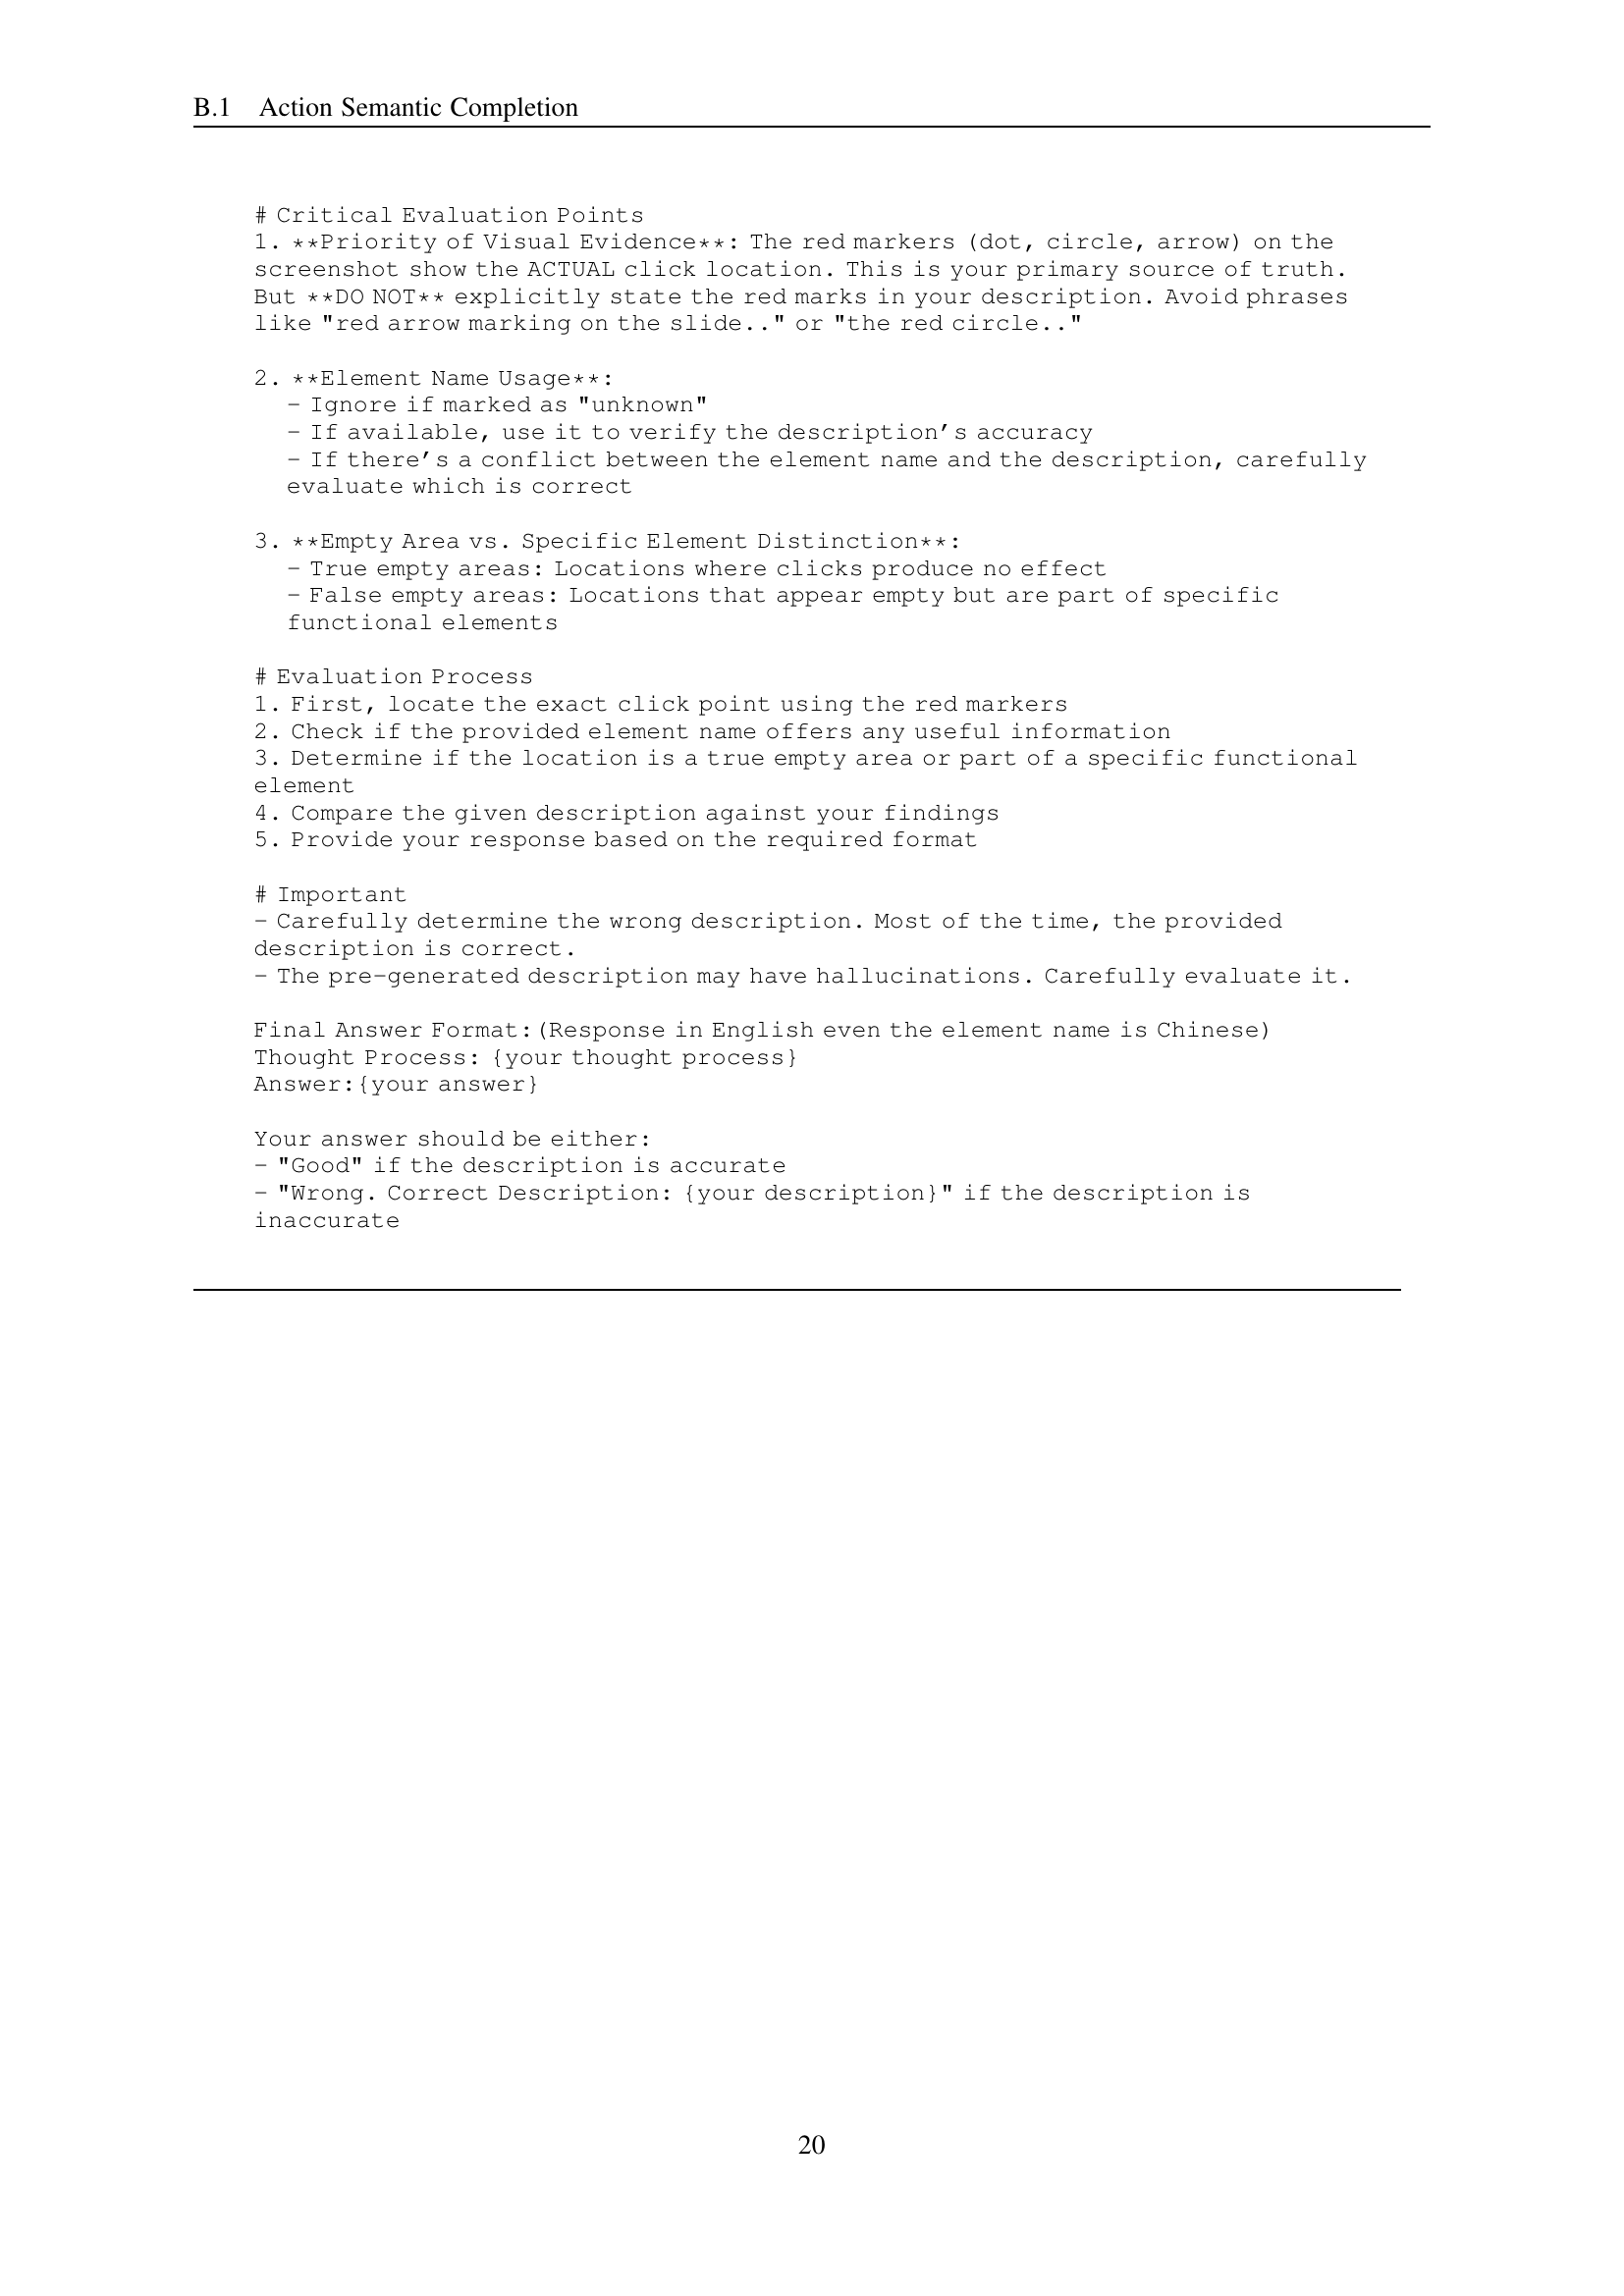 B.1 Action Semantic Completion
# Critical Evaluation Points
1. **Priority of Visual Evidence**: The red markers (dot, circle, arrow) on the
screenshot show the ACTUAL click location. This is your primary source of truth.
But **DO NOT** explicitly state the red marks in your description. Avoid phrases
like "red arrow marking on the slide.." or "the red circle.."
2. **Element Name Usage**:
- Ignore if marked as "unknown"
- If available, use it to verify the description's accuracy
- If there's a conflict between the element name and the description, carefully
evaluate which is correct
3. **Empty Area vs. Specific Element Distinction**:
- True empty areas: Locations where clicks produce no effect
- False empty areas: Locations that appear empty but are part of specific
functional elements
# Evaluation Process
1. First, locate the exact click point using the red markers
2. Check if the provided element name offers any useful information
3. Determine if the location is a true empty area or part of a specific functional
element
4. Compare the given description against your findings
5. Provide your response based on the required format
# Important
- Carefully determine the wrong description. Most of the time, the provided
description is correct.
- The pre-generated description may have hallucinations. Carefully evaluate it.
Final Answer Format:(Response in English even the element name is Chinese)
Thought Process: {your thought process}
Answer:{your answer}
Your answer should be either:
- "Good" if the description is accurate
- "Wrong. Correct Description: {your description}" if the description is
inaccurate
20